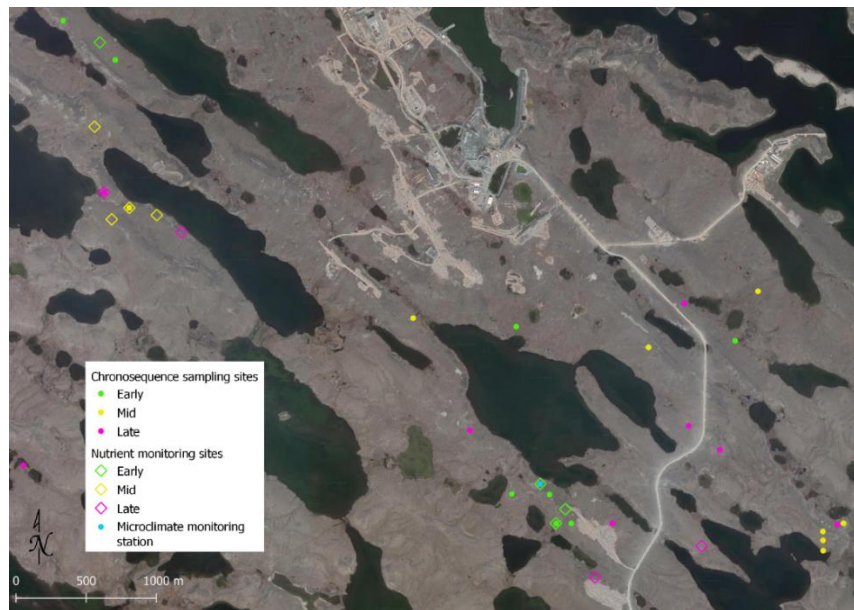 Chronosequence sampling sites
Early
Mid
Late
Nutrient monitoring sites
Early
Mid
Late
Microclimate monitoring
station
N
0 500 1000 m